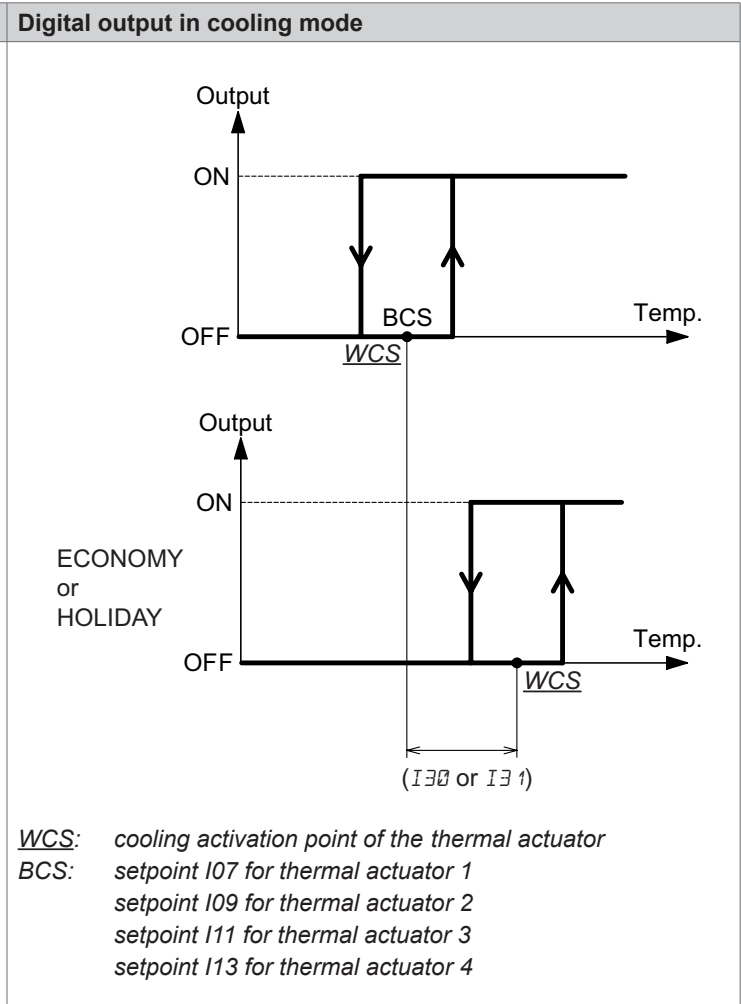 Digital output in cooling mode
Output
ON
BCS
Temp.
OFF
WCS
Output
ON
ECONOMY
or
HOLIDAY
Temp.
OFF
WCS
(I30 or I31)
WCS: cooling activation point of the thermal actuator
BCS: setpoint I07 for thermal actuator 1
setpoint I09 for thermal actuator 2
setpoint I11 for thermal actuator 3
setpoint I13 for thermal actuator 4